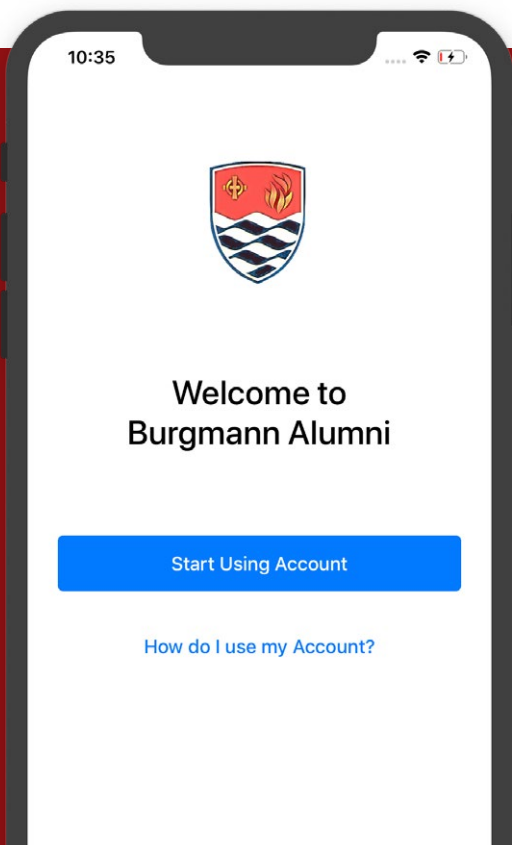 10:35
Welcome to
Burgmann Alumni
Start Using Account
How do I use my Account?